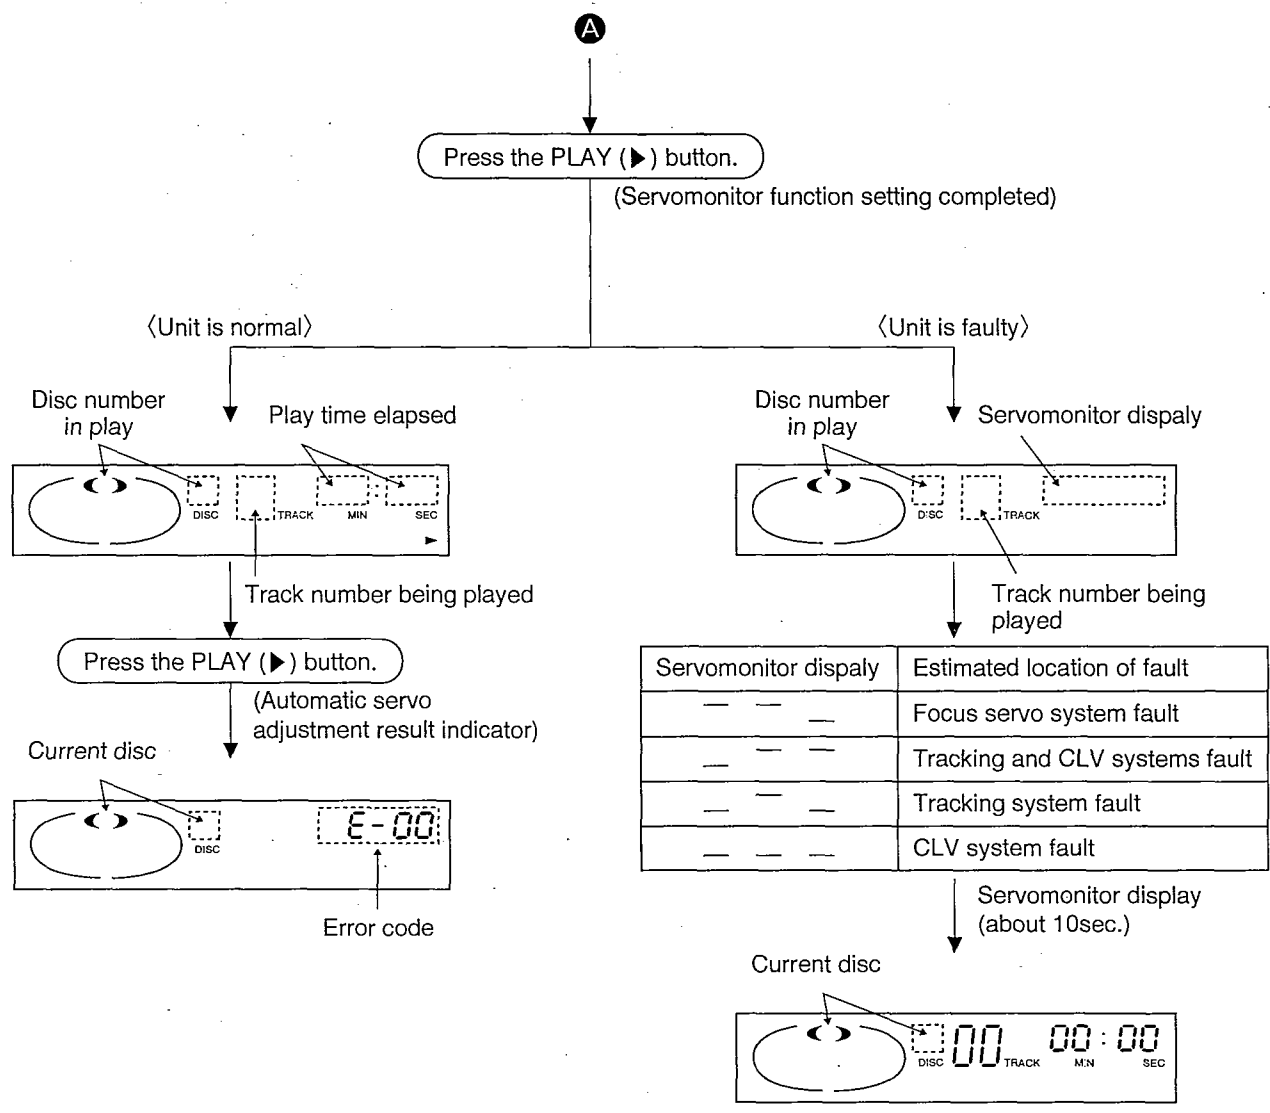 A
Press the PLAY (▶) button.
(Servomonitor function setting completed)
〈Unit is normal〉
〈Unit is faulty〉
Disc number
in play
Play time elapsed
DISC
TRACK
MIN
:
SEC
►
Track number being played
Press the PLAY (▶) button.
(Automatic servo
adjustment result indicator)
Current disc
DISC
E-00
Error code
Disc number
in play
Servomonitor dispaly
DISC
TRACK
Track number being
played
Servomonitor dispaly
Estimated location of fault
¯ ¯ _
Focus servo system fault
_ ¯ ¯
Tracking and CLV systems fault
_ ¯ _
Tracking system fault
_ _ _
CLV system fault
Servomonitor display
(about 10sec.)
Current disc
DISC
00 TRACK
00 : 00
MIN
SEC